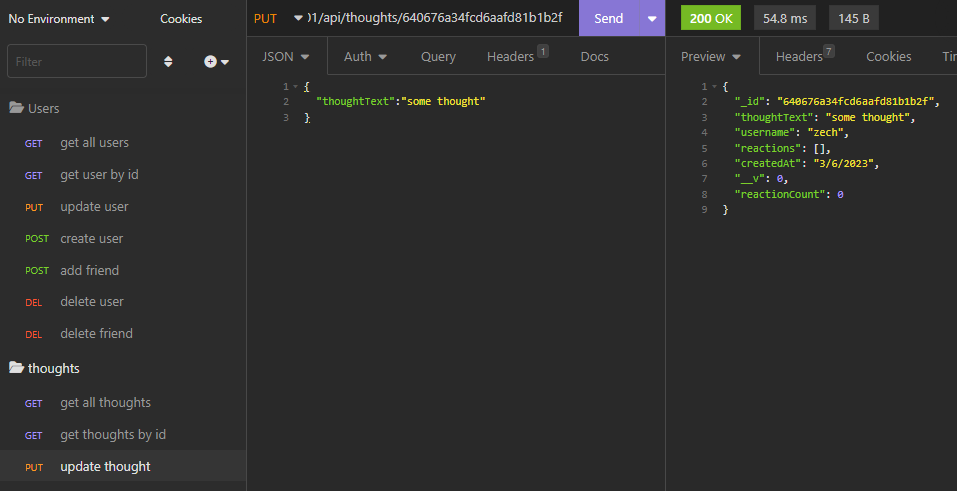 No Environment Cookies
PUT )1/api/thoughts/640676a34fcd6aafd81b1b2f Send 200 OK 54.8 ms 145 B
Filter
JSON Auth Query Headers 1 Docs
Preview Headers 7 Cookies Tin
Users
GET get all users
GET get user by id
PUT update user
POST create user
POST add friend
DEL delete user
DEL delete friend
thoughts
GET get all thoughts
GET get thoughts by id
PUT update thought
1 {
2 "thoughtText":"some thought"
3 }
1 {
2 "_id": "640676a34fcd6aafd81b1b2f",
3 "thoughtText": "some thought",
4 "username": "zech",
5 "reactions": [],
6 "createdAt": "3/6/2023",
7 "__v": 0,
8 "reactionCount": 0
9 }